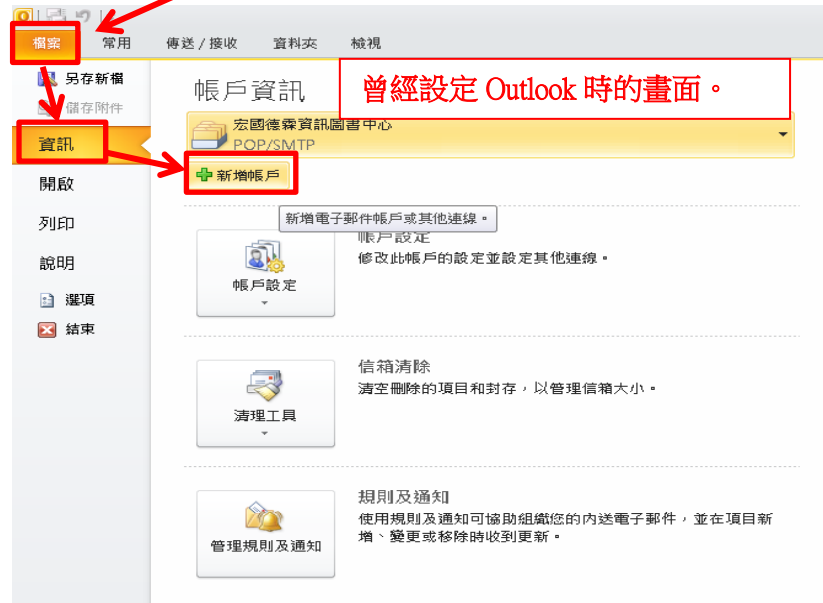 檔案 常用 傳送/接收 資料夾 檢視
另存新檔
儲存附件
資訊
開啟
列印
說明
選項
結束
帳戶資訊
曾經設定 Outlook 時的畫面。
宏國德霖資訊圖書中心
POP/SMTP
新增帳戶
新增電子郵件帳戶或其他連線。
帳戶設定
帳戶設定
修改此帳戶的設定並設定其他連線。
清理工具
信箱清除
清空刪除的項目和封存,以管理信箱大小。
管理規則及通知
規則及通知
使用規則及通知可協助組織您的內送電子郵件,並在項目新
增、變更或移除時收到更新。